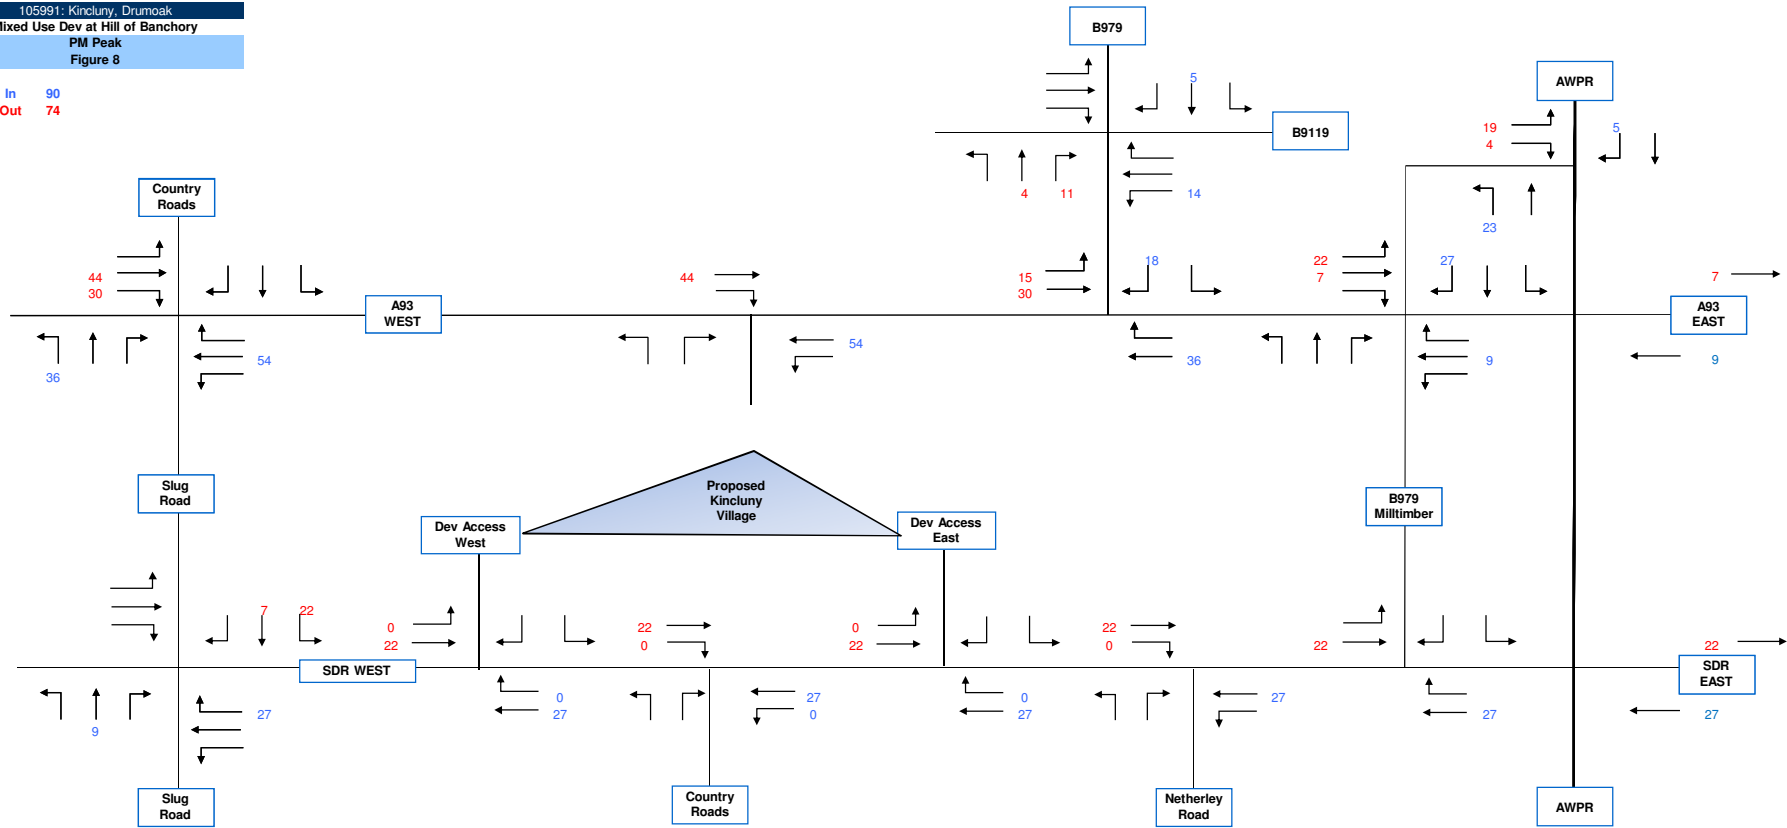 105991: Kincluny, Drumoak
Mixed Use Dev at Hill of Banchory
PM Peak
Figure 8
In 90
Out 74
B979
5
B9119
4 11
14
AWPR
19
4
5
23
Country
Roads
44
30
A93
WEST
36
54
44
54
15
30
18
36
22
7
27
9
7
A93
EAST
9
Slug
Road
Proposed
Kincluny
Village
Dev Access
West
Dev Access
East
B979
Milltimber
7 22
0
22
22
0
0
22
22
0
22
22
SDR WEST
SDR
EAST
9
27
0
27
27
0
0
27
27
27
27
Slug
Road
Country
Roads
Netherley
Road
AWPR